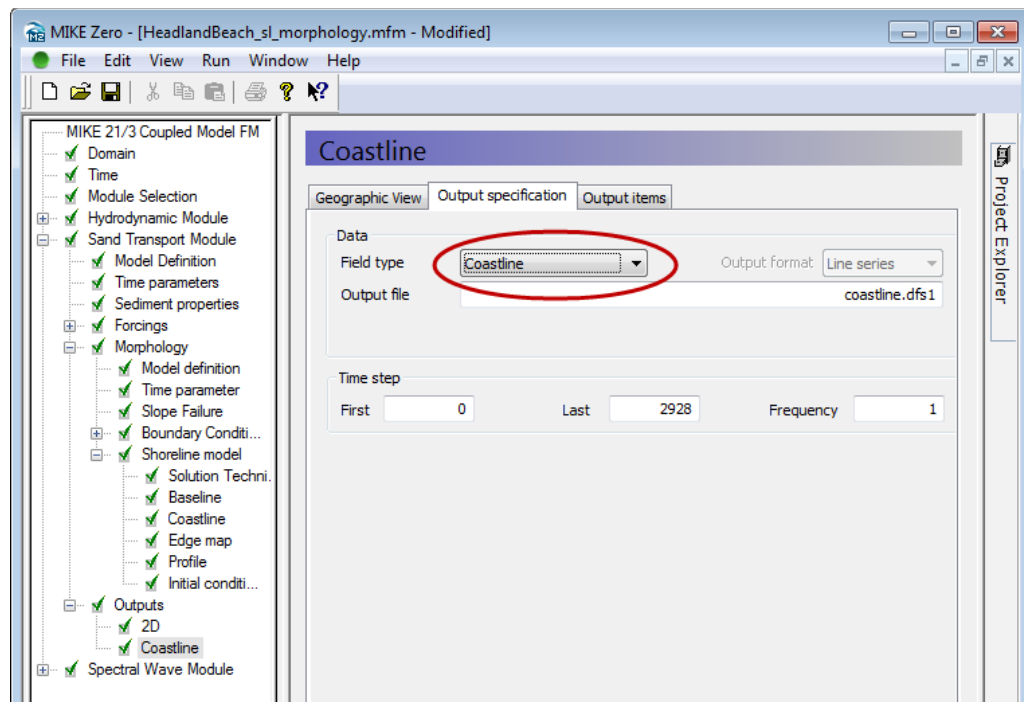 MIKE Zero - [HeadlandBeach_sl_morphology.mfm - Modified]
File Edit View Run Window Help
MIKE 21/3 Coupled Model FM
Domain
Time
Module Selection
Hydrodynamic Module
Sand Transport Module
Model Definition
Time parameters
Sediment properties
Forcings
Morphology
Model definition
Time parameter
Slope Failure
Boundary Conditi...
Shoreline model
Solution Techni.
Baseline
Coastline
Edge map
Profile
Initial conditi...
Outputs
2D
Coastline
Spectral Wave Module
Coastline
Geographic View Output specification Output items
Data
Field type Coastline Output format Line series
Output file coastline.dfs1
Time step
First 0 Last 2928 Frequency 1
Project Explorer